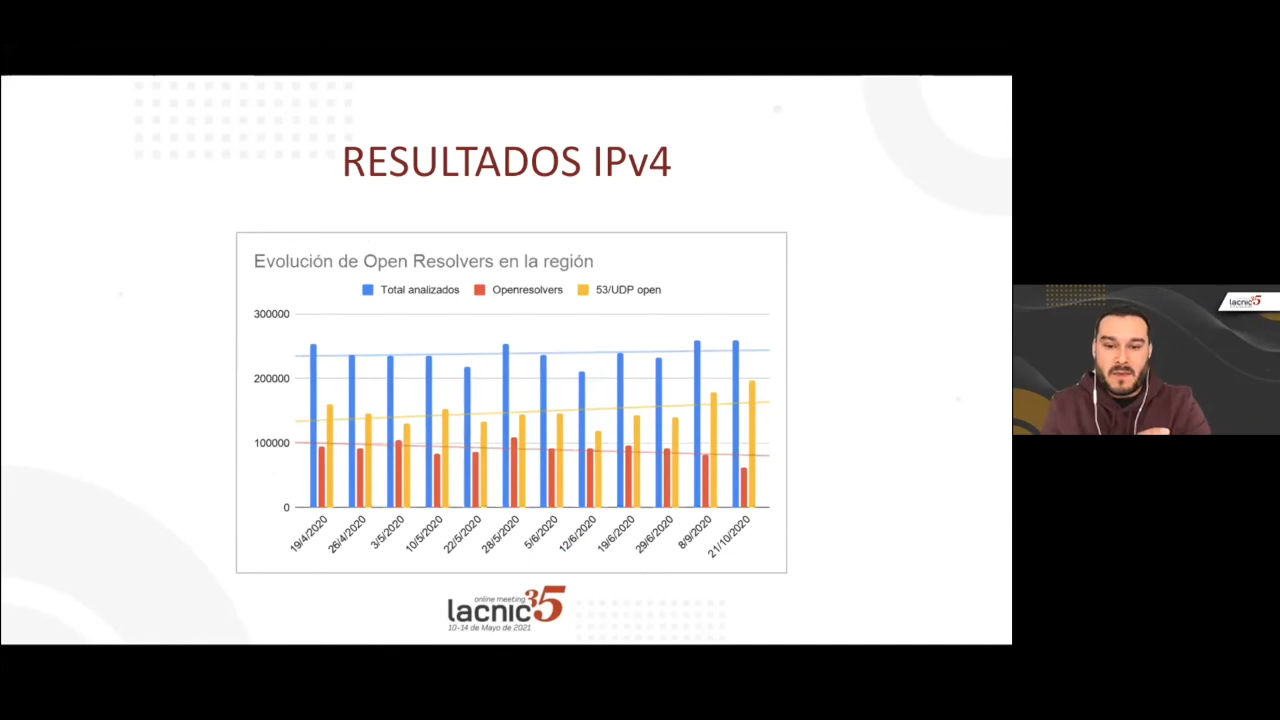 RESULTADOS IPv4
Evolución de Open Resolvers en la región
Total analizados Openresolvers 53/UDP open
300000
200000
100000
0
19/4/2020 26/4/2020 3/5/2020 10/5/2020 22/5/2020 28/5/2020 5/6/2020 12/6/2020 19/6/2020 29/6/2020 8/9/2020 21/10/2020
online meeting
lacnic35
10-14 de Mayo de 2021
lacnic35